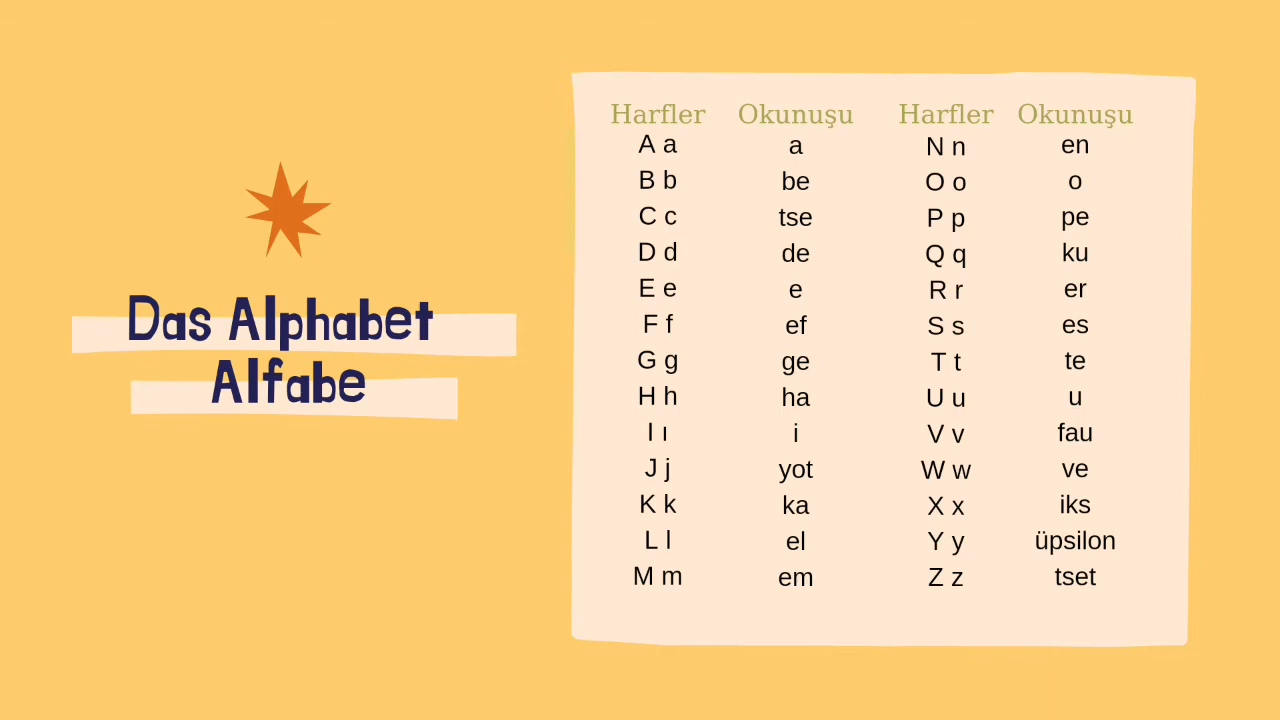 Das Alphabet
Alfabe
Harfler Okunuşu Harfler Okunuşu
A a a N n en
B b be O o o
C c tse P p pe
D d de Q q ku
E e e R r er
F f ef S s es
G g ge T t te
H h ha U u u
I ı i V v fau
J j yot W w ve
K k ka X x iks
L l el Y y üpsilon
M m em Z z tset